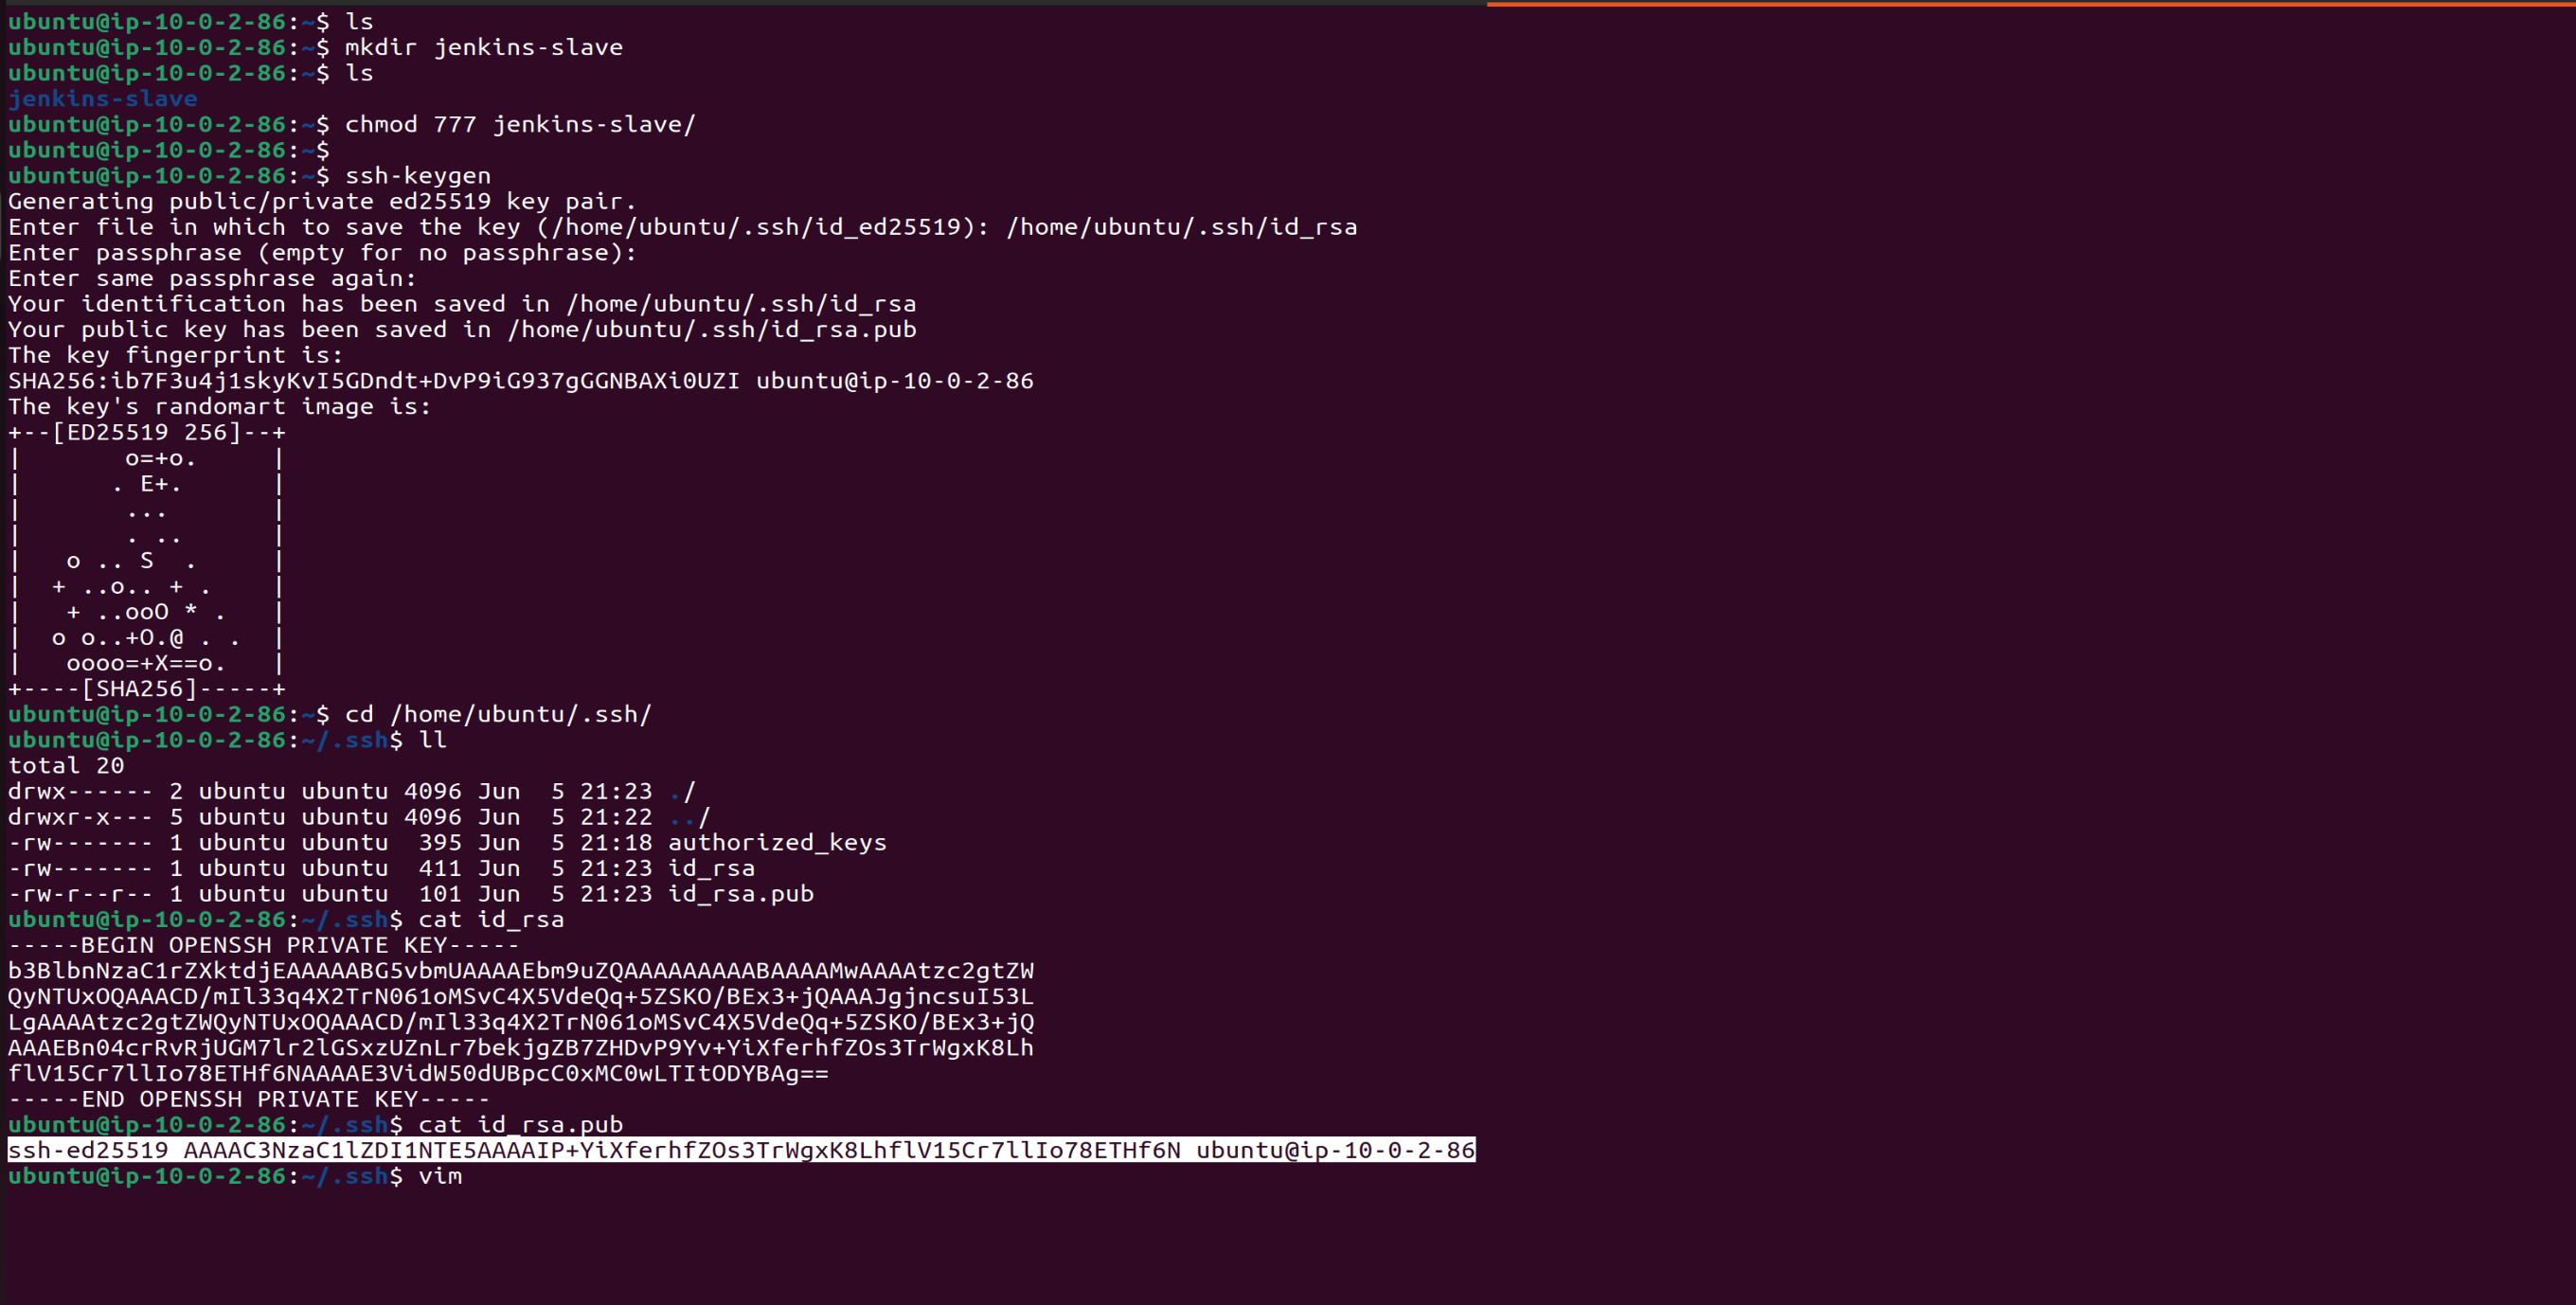 ubuntu@ip-10-0-2-86:~$ ls
ubuntu@ip-10-0-2-86:~$ mkdir jenkins-slave
ubuntu@ip-10-0-2-86:~$ ls
jenkins-slave
ubuntu@ip-10-0-2-86:~$ chmod 777 jenkins-slave/
ubuntu@ip-10-0-2-86:~$
ubuntu@ip-10-0-2-86:~$ ssh-keygen
Generating public/private ed25519 key pair.
Enter file in which to save the key (/home/ubuntu/.ssh/id_ed25519): /home/ubuntu/.ssh/id_rsa
Enter passphrase (empty for no passphrase):
Enter same passphrase again:
Your identification has been saved in /home/ubuntu/.ssh/id_rsa
Your public key has been saved in /home/ubuntu/.ssh/id_rsa.pub
The key fingerprint is:
SHA256:ib7F3u4j1skyKvI5GDndt+DvP9iG937gGGNBAXi0UZI ubuntu@ip-10-0-2-86
The key's randomart image is:
+--[ED25519 256]--+
|       o=+o.     |
|      . E+.      |
|       ...       |
|       . ..      |
|   o .. S  .     |
|  + ..o.. + .    |
|   + ..ooO * .   |
|  o o..+O.@ . .  |
|   oooo=+X==o.   |
+----[SHA256]-----+
ubuntu@ip-10-0-2-86:~$ cd /home/ubuntu/.ssh/
ubuntu@ip-10-0-2-86:~/.ssh$ ll
total 20
drwx------ 2 ubuntu ubuntu 4096 Jun  5 21:23 ./
drwxr-x--- 5 ubuntu ubuntu 4096 Jun  5 21:22 ../
-rw------- 1 ubuntu ubuntu  395 Jun  5 21:18 authorized_keys
-rw------- 1 ubuntu ubuntu  411 Jun  5 21:23 id_rsa
-rw-r--r-- 1 ubuntu ubuntu  101 Jun  5 21:23 id_rsa.pub
ubuntu@ip-10-0-2-86:~/.ssh$ cat id_rsa
-----BEGIN OPENSSH PRIVATE KEY-----
b3BlbnNzaC1rZXktdjEAAAAABG5vbmUAAAAEbm9uZQAAAAAAAAABAAAAMwAAAAtzc2gtZW
QyNTUxOQAAACD/mIl33q4X2TrN061oMSvC4X5VdeQq+5ZSKO/BEx3+jQAAAJgjncsuI53L
LgAAAAtzc2gtZWQyNTUxOQAAACD/mIl33q4X2TrN061oMSvC4X5VdeQq+5ZSKO/BEx3+jQ
AAAEBn04crRvRjUGM7lr2lGSxzUZnLr7bekjgZB7ZHDvP9Yv+YiXferhfZOs3TrWgxK8Lh
flV15Cr7llIo78ETHf6NAAAAE3VidW50dUBpcC0xMC0wLTItODYBAg==
-----END OPENSSH PRIVATE KEY-----
ubuntu@ip-10-0-2-86:~/.ssh$ cat id_rsa.pub
ssh-ed25519 AAAAC3NzaC1lZDI1NTE5AAAAIP+YiXferhfZOs3TrWgxK8LhflV15Cr7llIo78ETHf6N ubuntu@ip-10-0-2-86
ubuntu@ip-10-0-2-86:~/.ssh$ vim